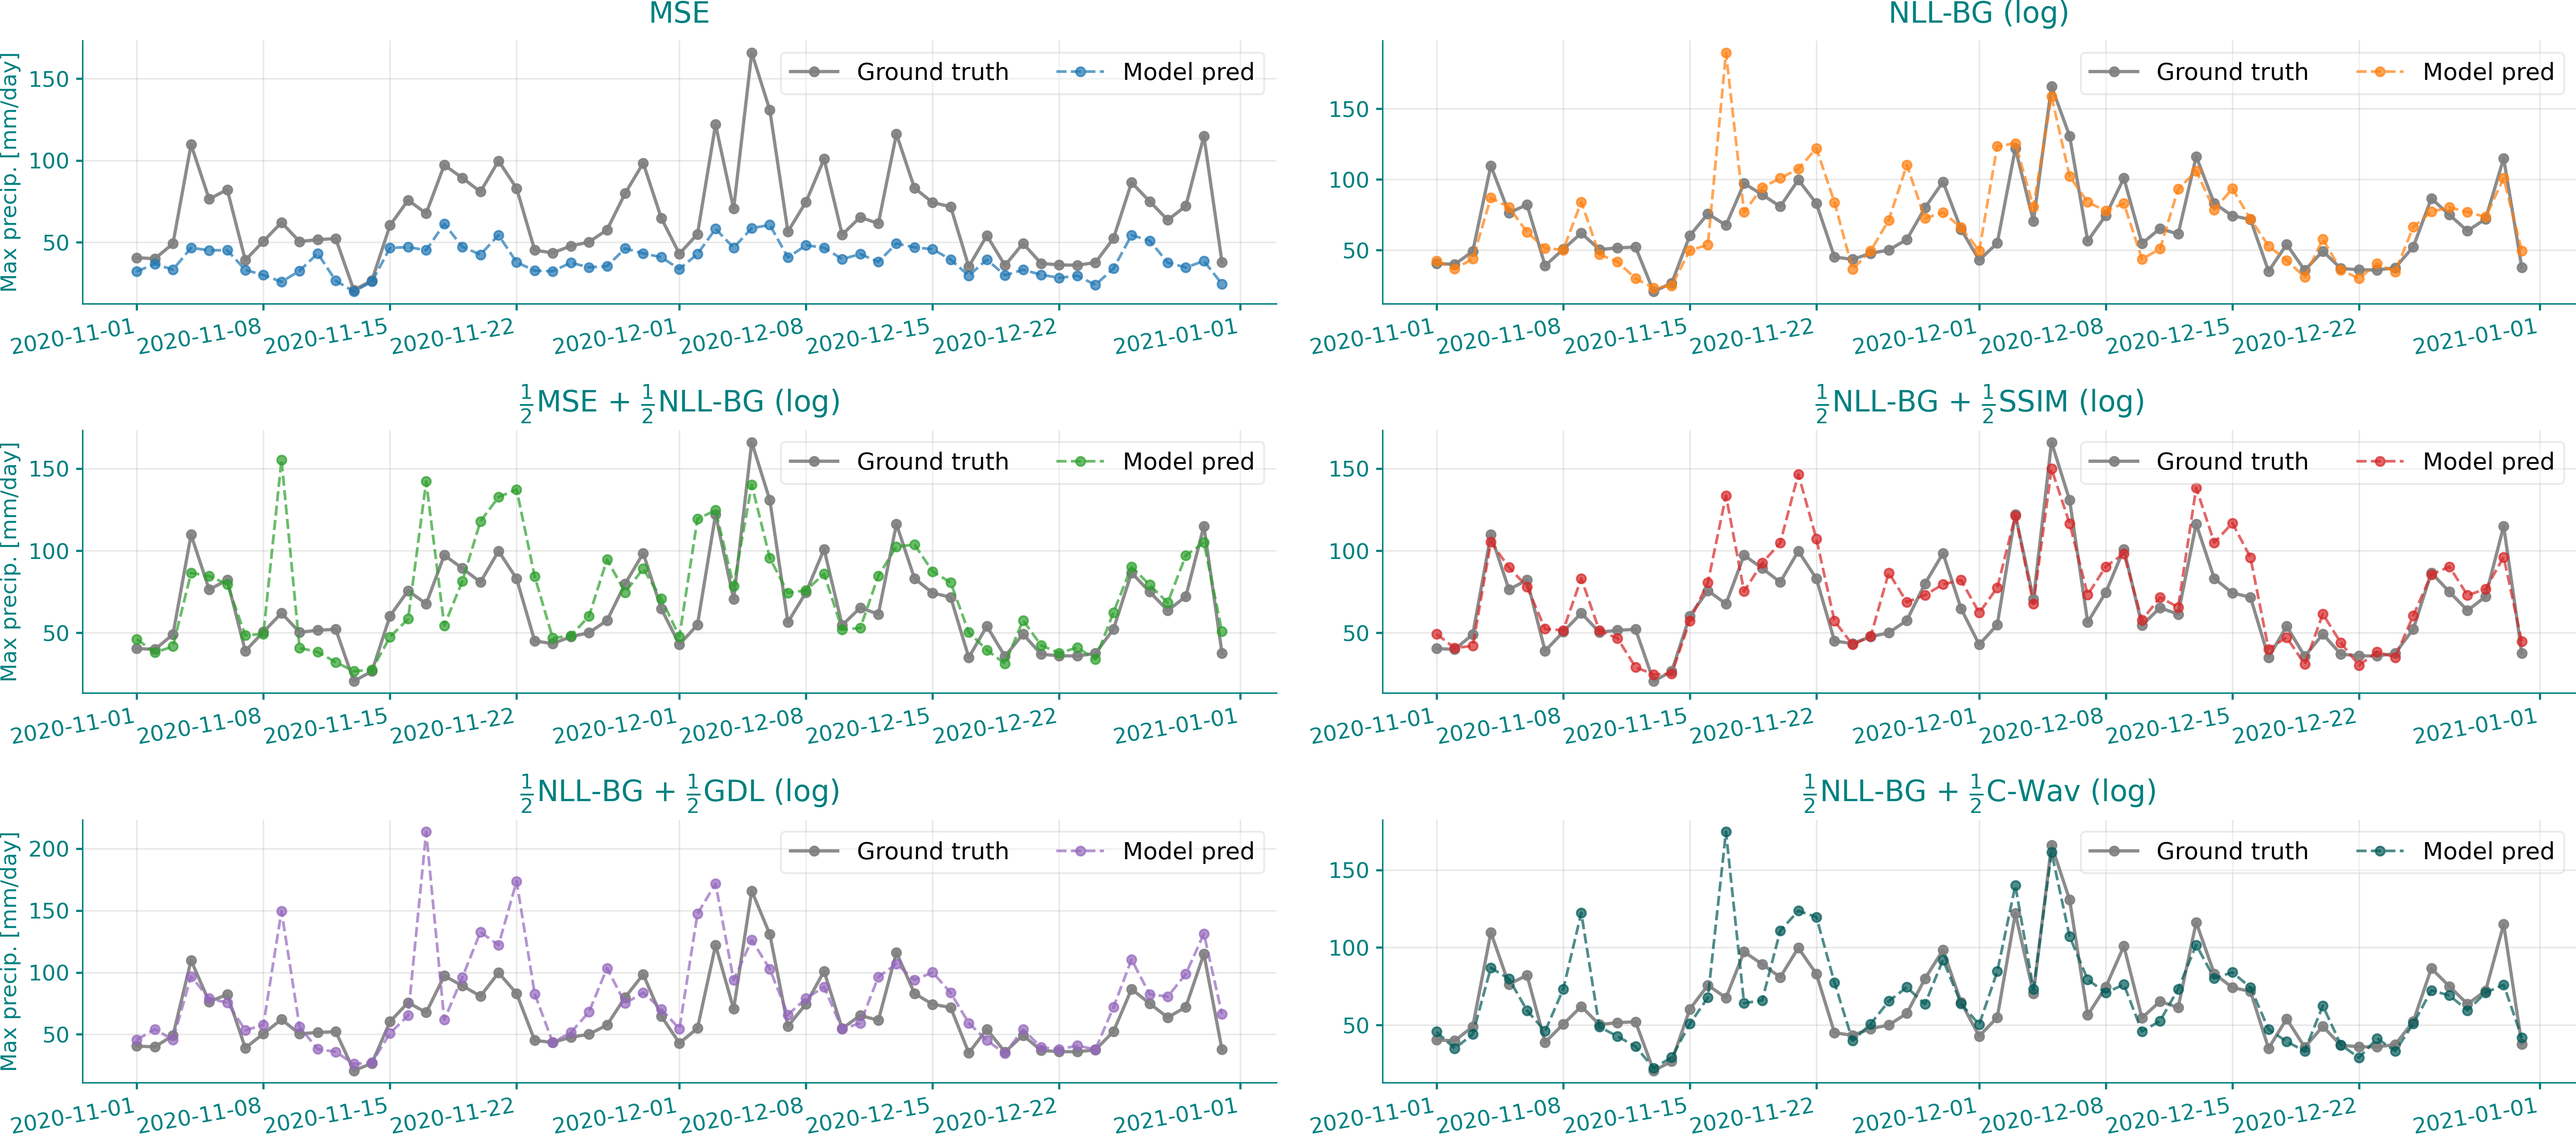 MSE
Max precip. [mm/day]
150
100
50
Ground truth Model pred
2020-11-01 2020-11-08 2020-11-15 2020-11-22 2020-12-01 2020-12-08 2020-12-15 2020-12-22 2021-01-01
NLL-BG (log)
150
100
50
Ground truth Model pred
2020-11-01 2020-11-08 2020-11-15 2020-11-22 2020-12-01 2020-12-08 2020-12-15 2020-12-22 2021-01-01
½MSE + ½NLL-BG (log)
Max precip. [mm/day]
150
100
50
Ground truth Model pred
2020-11-01 2020-11-08 2020-11-15 2020-11-22 2020-12-01 2020-12-08 2020-12-15 2020-12-22 2021-01-01
½NLL-BG + ½SSIM (log)
150
100
50
Ground truth Model pred
2020-11-01 2020-11-08 2020-11-15 2020-11-22 2020-12-01 2020-12-08 2020-12-15 2020-12-22 2021-01-01
½NLL-BG + ½GDL (log)
Max precip. [mm/day]
200
150
100
50
Ground truth Model pred
2020-11-01 2020-11-08 2020-11-15 2020-11-22 2020-12-01 2020-12-08 2020-12-15 2020-12-22 2021-01-01
½NLL-BG + ½C-Wav (log)
150
100
50
Ground truth Model pred
2020-11-01 2020-11-08 2020-11-15 2020-11-22 2020-12-01 2020-12-08 2020-12-15 2020-12-22 2021-01-01